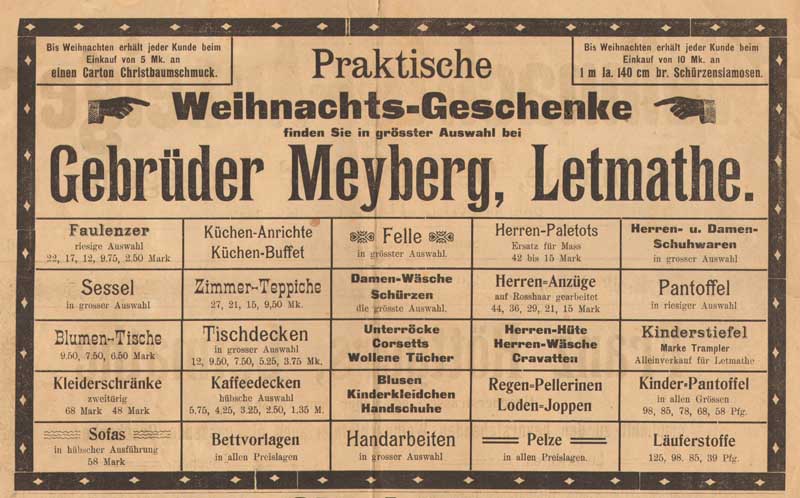 Bis Weihnachten erhält jeder Kunde beim
Einkauf von 5 Mk. an
einen Carton Christbaumschmuck.
Praktische
Bis Weihnachten erhält jeder Kunde beim
Einkauf von 10 Mk. an
1 m la. 140 cm br. Schürzensiamosen.
Weihnachts-Geschenke
finden Sie in grösster Auswahl bei
Gebrüder Meyberg, Letmathe.
Faulenzer
riesige Auswahl
22, 17, 12, 9.75, 2.50 Mark
Küchen-Anrichte
Küchen-Buffet
Felle
in grösster Auswahl.
Herren-Paletots
Ersatz für Mass
42 bis 15 Mark
Herren- u. Damen-
Schuhwaren
in grosser Auswahl
Sessel
in grosser Auswahl
Zimmer-Teppiche
27, 21, 15, 9,50 Mk.
Damen-Wäsche
Schürzen
die grösste Auswahl.
Herren-Anzüge
auf Rosshaar gearbeitet
44, 36, 29, 21, 15 Mark
Pantoffel
in riesiger Auswahl
Blumen-Tische
9.50, 7.50, 6.50 Mark
Tischdecken
in grosser Auswahl
12, 9.50, 7.50, 5.25, 3.75 Mk.
Unterröcke
Corsetts
Wollene Tücher
Herren-Hüte
Herren-Wäsche
Cravatten
Kinderstiefel
Marke Trampler
Alleinverkauf für Letmathe
Kleiderschränke
zweitürig
68 Mark 48 Mark
Kaffeedecken
hübsche Auswahl
5,75, 4,25, 3.25, 2.50, 1,35 M.
Blusen
Kinderkleidchen
Handschuhe
Regen-Pellerinen
Loden-Joppen
Kinder-Pantoffel
in allen Grössen
98, 85, 78, 68, 58 Pfg.
Sofas
in hübscher Ausführung
58 Mark
Bettvorlagen
in allen Preislagen
Handarbeiten
in grosser Auswahl
Pelze
in allen Preislagen.
Läuferstoffe
125, 98. 85, 39 Pfg.